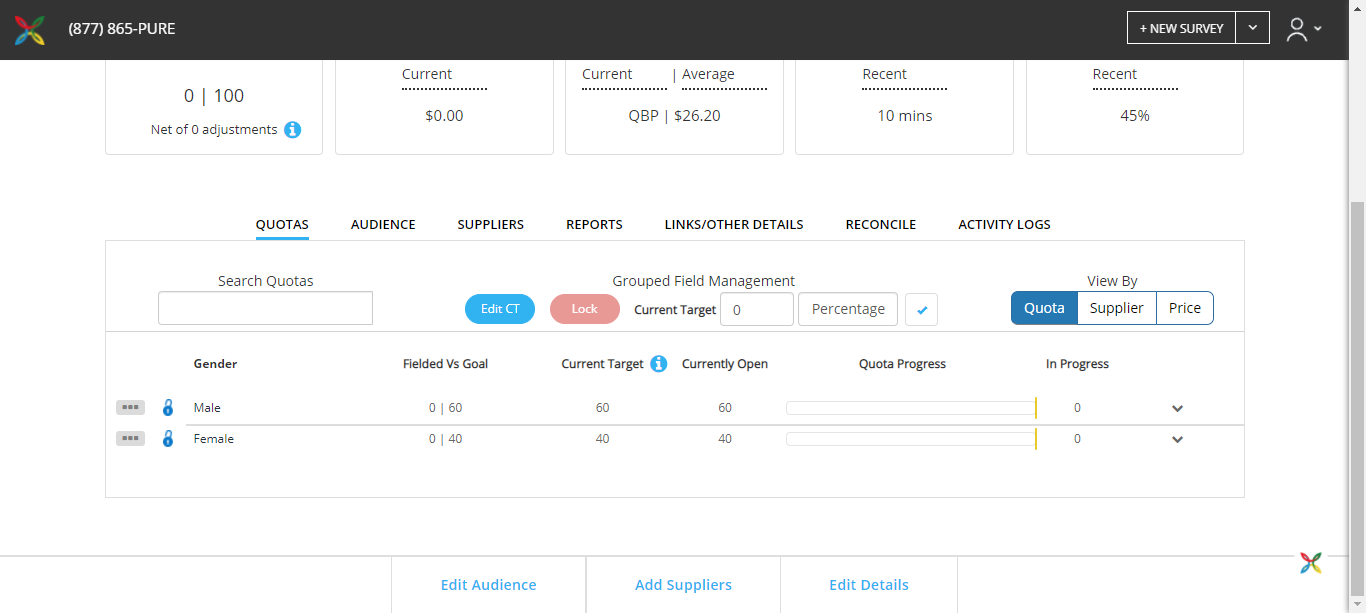 (877) 865-PURE
+ NEW SURVEY
Current
Current | Average
Recent
Recent
0 | 100
$0.00
QBP | $26.20
10 mins
45%
Net of 0 adjustments
QUOTAS AUDIENCE SUPPLIERS REPORTS LINKS/OTHER DETAILS RECONCILE ACTIVITY LOGS
Search Quotas
Grouped Field Management
View By
Edit CT Lock Current Target 0 Percentage
Quota Supplier Price
Gender Fielded Vs Goal Current Target Currently Open Quota Progress In Progress
Male 0 | 60 60 60 0
Female 0 | 40 40 40 0
Edit Audience Add Suppliers Edit Details